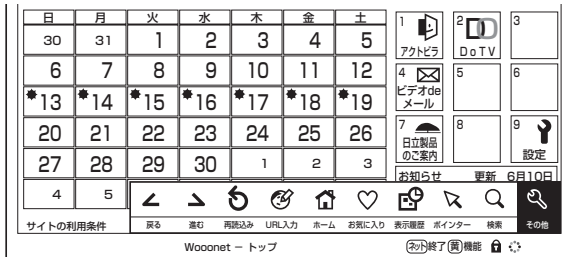 日 月 火 水 木 金 土
30 31 1 2 3 4 5
6 7 8 9 10 11 12
13 14 15 16 17 18 19
20 21 22 23 24 25 26
27 28 29 30 1 2 3
4 5
1 アクトビラ
2 DoTV
3
4 ビデオde
メール
5
6
7 日立製品
のご案内
8
9 設定
お知らせ 更新 6月10日
サイトの利用条件
戻る 進む 再読込み URL入力 ホーム お気に入り 表示履歴 ポインター 検索 その他
Wooonet − トップ
ネット終了 黄機能